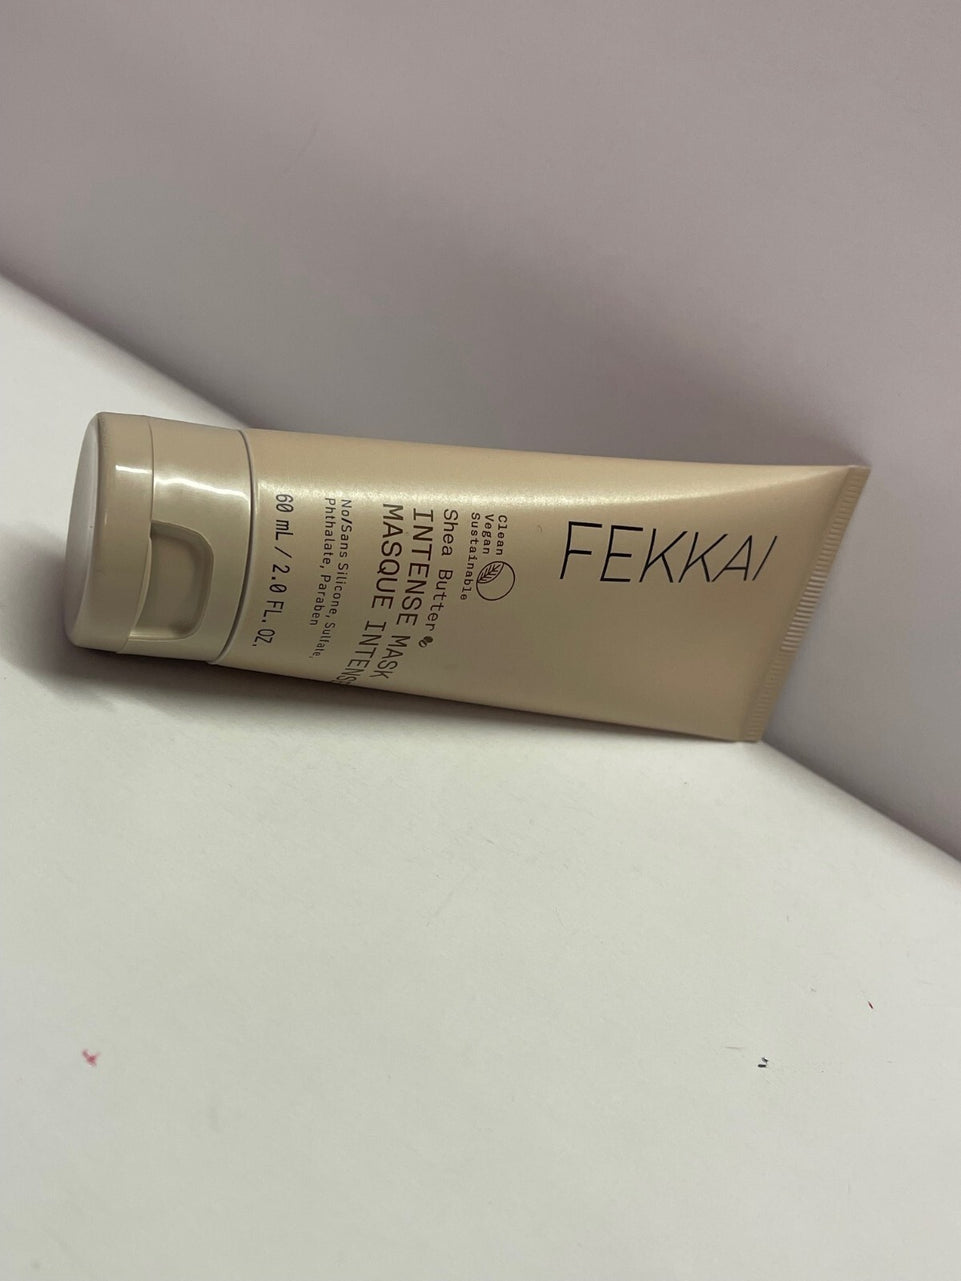 FEKKAI
Clean
Vegan
Sustainable
Shea Butter
INTENSE MASK
MASQUE INTENSE
No/Sans Silicone, Sulfate,
Phthalate, Paraben
60 mL / 2.0 FL. OZ.